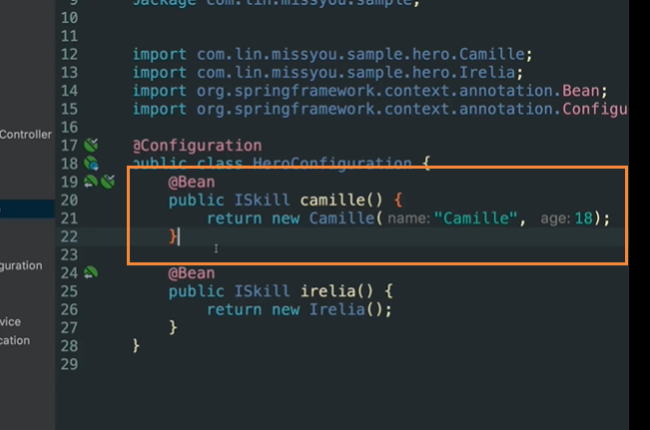 9 package com.lin.missyou.sample;
10
11
12 import com.lin.missyou.sample.hero.Camille;
13 import com.lin.missyou.sample.hero.Irelia;
14 import org.springframework.context.annotation.Bean;
15 import org.springframework.context.annotation.Configu
16
Controller
17 @Configuration
18 public class HeroConfiguration {
19 @Bean
20 public ISkill camille() {
21 return new Camille( name: "Camille", age: 18);
22 }
23
guration
24 @Bean
25 public ISkill irelia() {
26 return new Irelia();
vice
27 }
cation
28 }
29